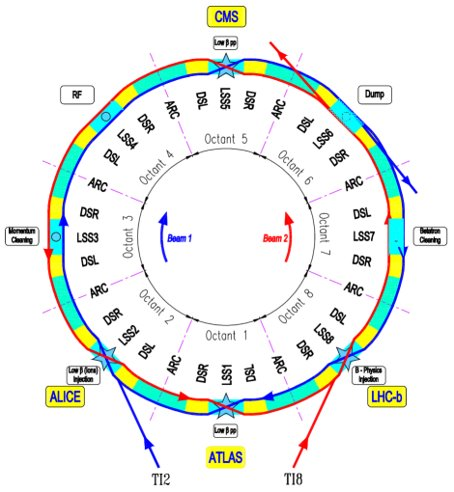 CMS
Low β pp
RF
Dump
ARC
DSL
LSS5
DSR
ARC
DSR
LSS4
DSL
ARC
DSL
LSS6
DSR
ARC
Octant 5
Octant 4
Octant 6
Octant 3
Octant 7
Octant 2
Octant 8
Octant 1
Momentum
Cleaning
DSR
LSS3
DSL
Beam 1
Beam 2
DSL
LSS7
DSR
Betatron Cleaning
ARC
DSR
LSS2
DSL
ARC
DSR
LSS1
DSL
ARC
DSR
LSS8
DSL
ARC
Low β (Ions)
Injection
ALICE
Low β pp
ATLAS
B - Physics
Injection
LHC-b
TI2
TI8